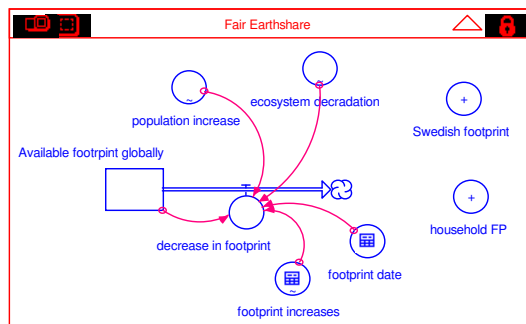 Fair Earthshare
ecosystem decradation
population increase
Swedish footprint
Available footrpint globally
decrease in footprint
household FP
footprint date
footprint increases